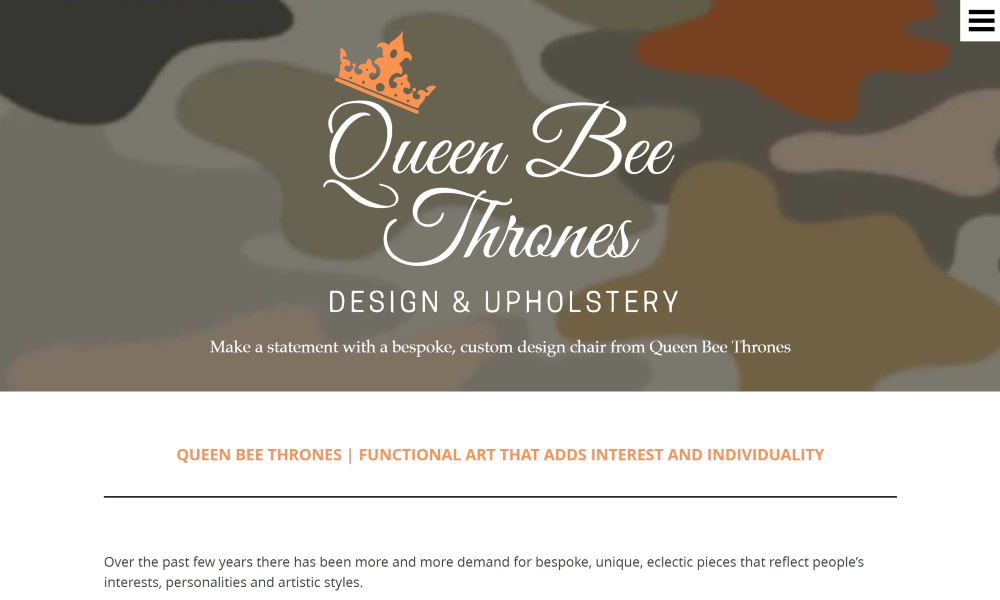 Queen Bee
Thrones
DESIGN & UPHOLSTERY
Make a statement with a bespoke, custom design chair from Queen Bee Thrones
QUEEN BEE THRONES | FUNCTIONAL ART THAT ADDS INTEREST AND INDIVIDUALITY
Over the past few years there has been more and more demand for bespoke, unique, eclectic pieces that reflect people’s
interests, personalities and artistic styles.